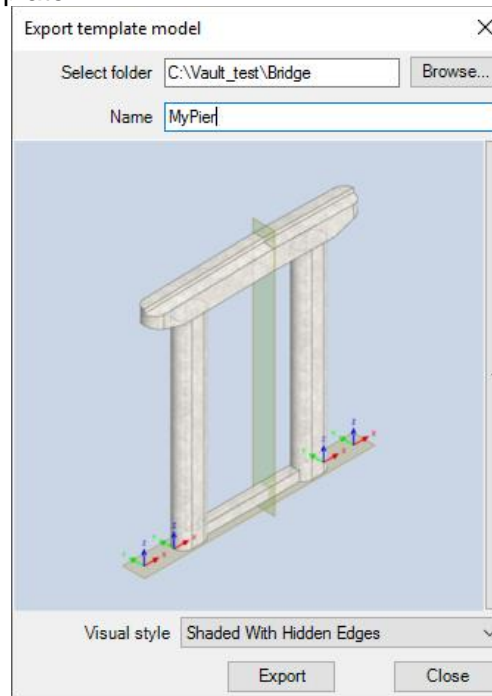 Export template model
Select folder C:\Vault_test\Bridge Browse...
Name MyPier
Visual style Shaded With Hidden Edges
Export Close